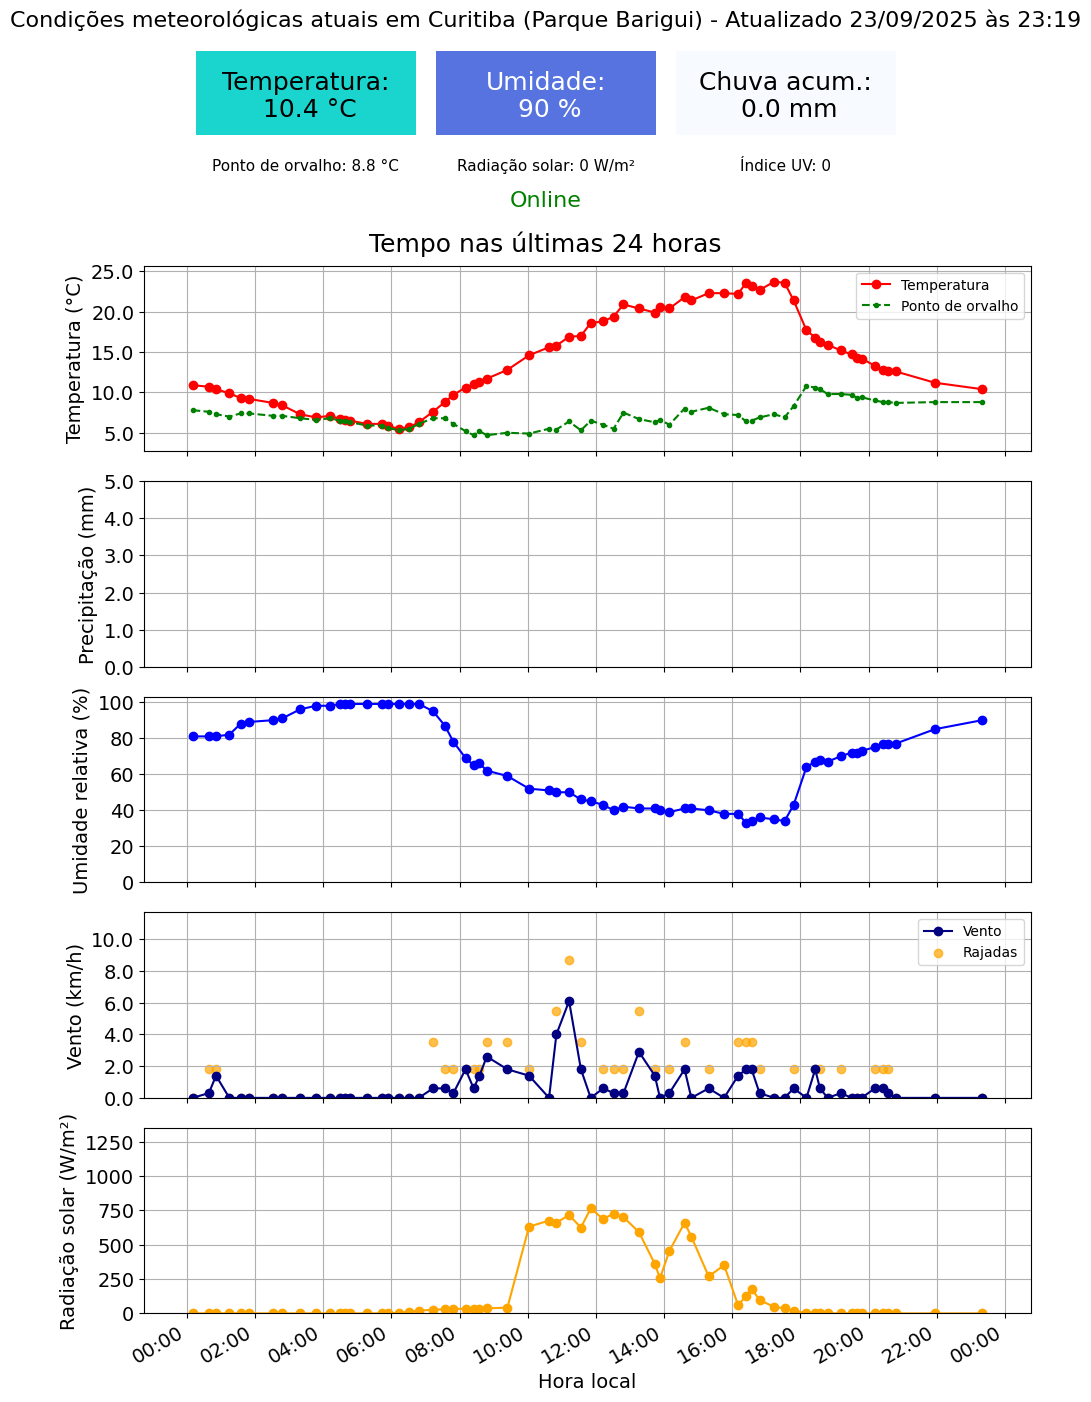 Condições meteorológicas atuais em Curitiba (Parque Barigui) - Atualizado 23/09/2025 às 23:19
Temperatura:
10.4 °C
Umidade:
90 %
Chuva acum.:
0.0 mm
Ponto de orvalho: 8.8 °C
Radiação solar: 0 W/m²
Índice UV: 0
Online
Tempo nas últimas 24 horas
Temperatura (°C)
25.0
20.0
15.0
10.0
5.0
Temperatura
Ponto de orvalho
Precipitação (mm)
5.0
4.0
3.0
2.0
1.0
0.0
Umidade relativa (%)
100
80
60
40
20
0
Vento (km/h)
10.0
8.0
6.0
4.0
2.0
0.0
Vento
Rajadas
Radiação solar (W/m²)
1250
1000
750
500
250
0
00:00
02:00
04:00
06:00
08:00
10:00
12:00
14:00
16:00
18:00
20:00
22:00
00:00
Hora local